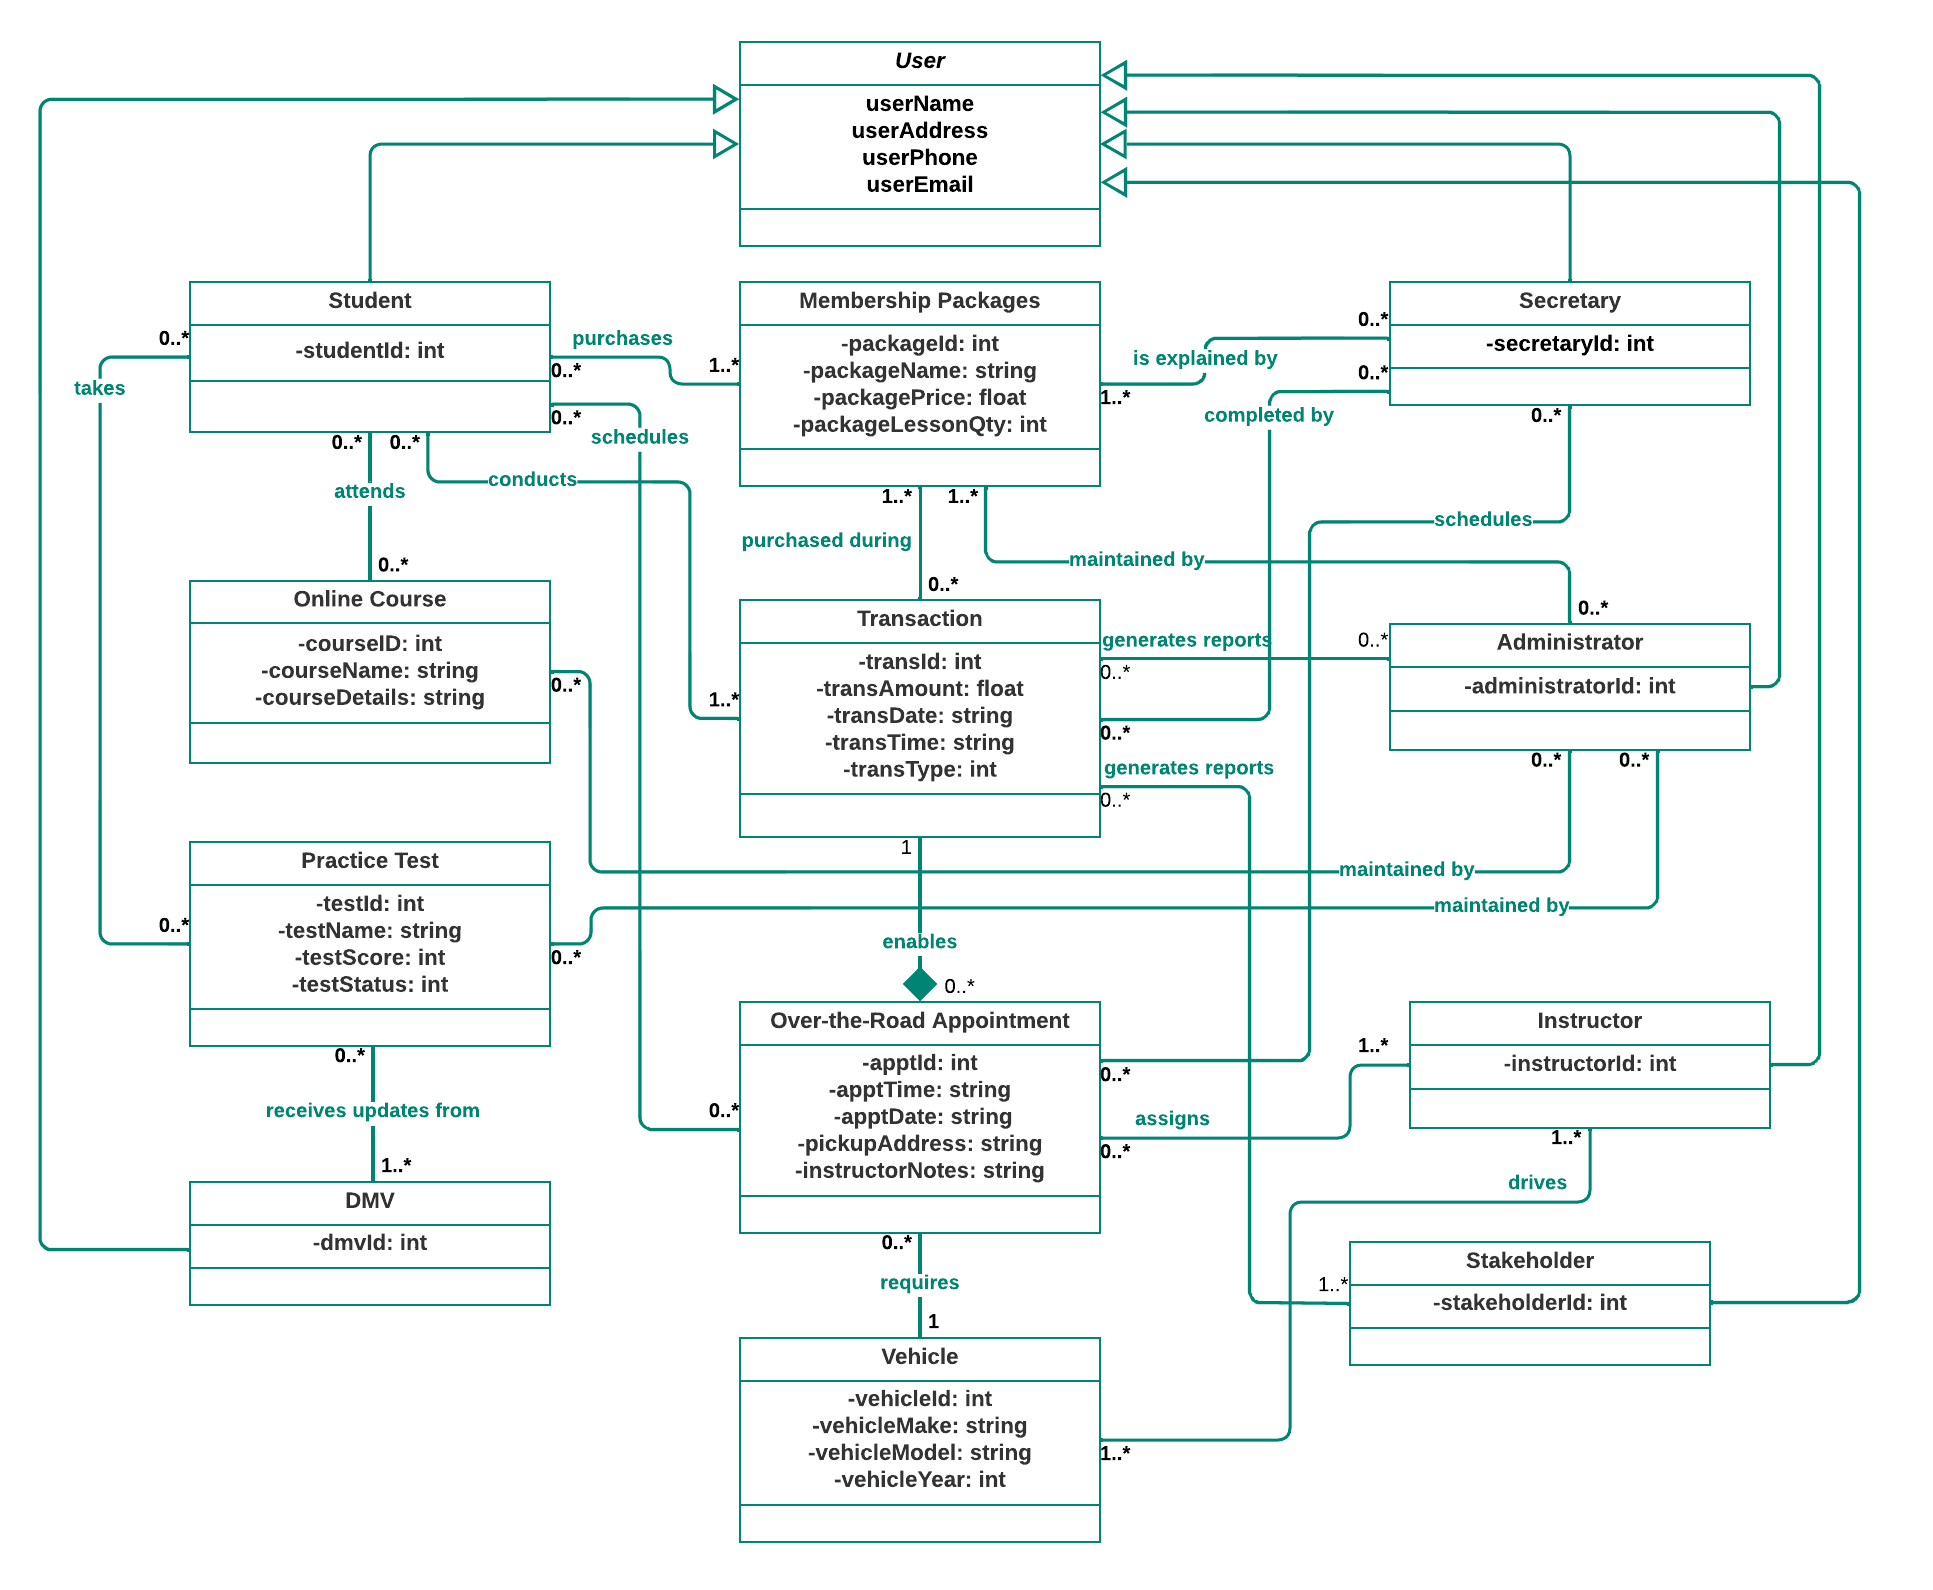 User
userName
userAddress
userPhone
userEmail
Student
-studentId: int
0..*
takes
purchases
0..*
1..*
0..*
schedules
0..*
0..*
conducts
attends
0..*
Membership Packages
-packageId: int
-packageName: string
-packagePrice: float
-packageLessonQty: int
is explained by
1..*
0..*
0..*
completed by
Secretary
-secretaryId: int
0..*
schedules
1..*
1..*
purchased during
maintained by
0..*
0..*
Online Course
-courseID: int
-courseName: string
-courseDetails: string
0..*
Transaction
-transId: int
-transAmount: float
-transDate: string
-transTime: string
-transType: int
1..*
generates reports
0..*
0..*
0..*
generates reports
0..*
1
Administrator
-administratorId: int
0..*
0..*
maintained by
maintained by
Practice Test
-testId: int
-testName: string
-testScore: int
-testStatus: int
0..*
0..*
0..*
receives updates from
1..*
enables
0..*
Over-the-Road Appointment
-apptId: int
-apptTime: string
-apptDate: string
-pickupAddress: string
-instructorNotes: string
0..*
0..*
assigns
0..*
1..*
Instructor
-instructorId: int
1..*
drives
DMV
-dmvId: int
0..*
requires
1
1..*
Stakeholder
-stakeholderId: int
Vehicle
-vehicleId: int
-vehicleMake: string
-vehicleModel: string
-vehicleYear: int
1..*